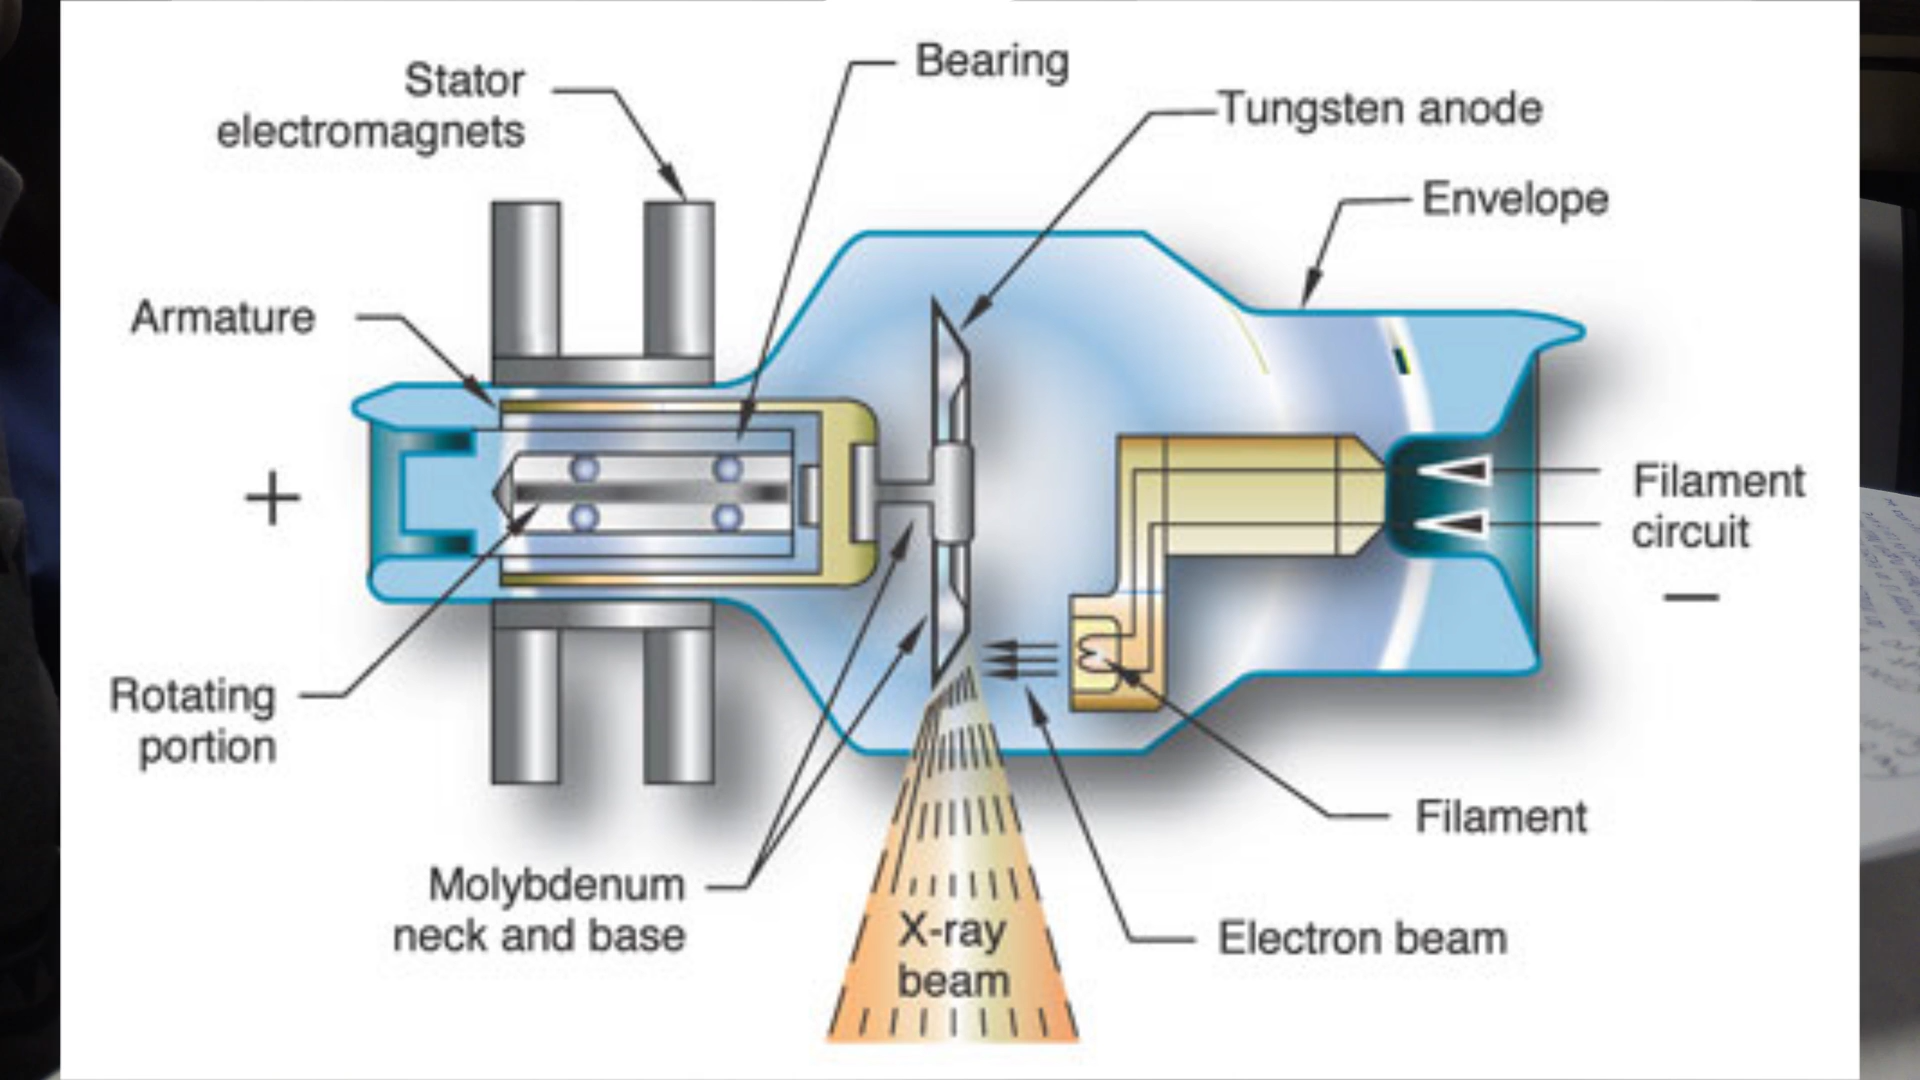 Bearing
Stator
electromagnets
Tungsten anode
Envelope
Armature
+
Filament
circuit
−
Rotating
portion
Filament
Molybdenum
neck and base
X-ray
beam
Electron beam